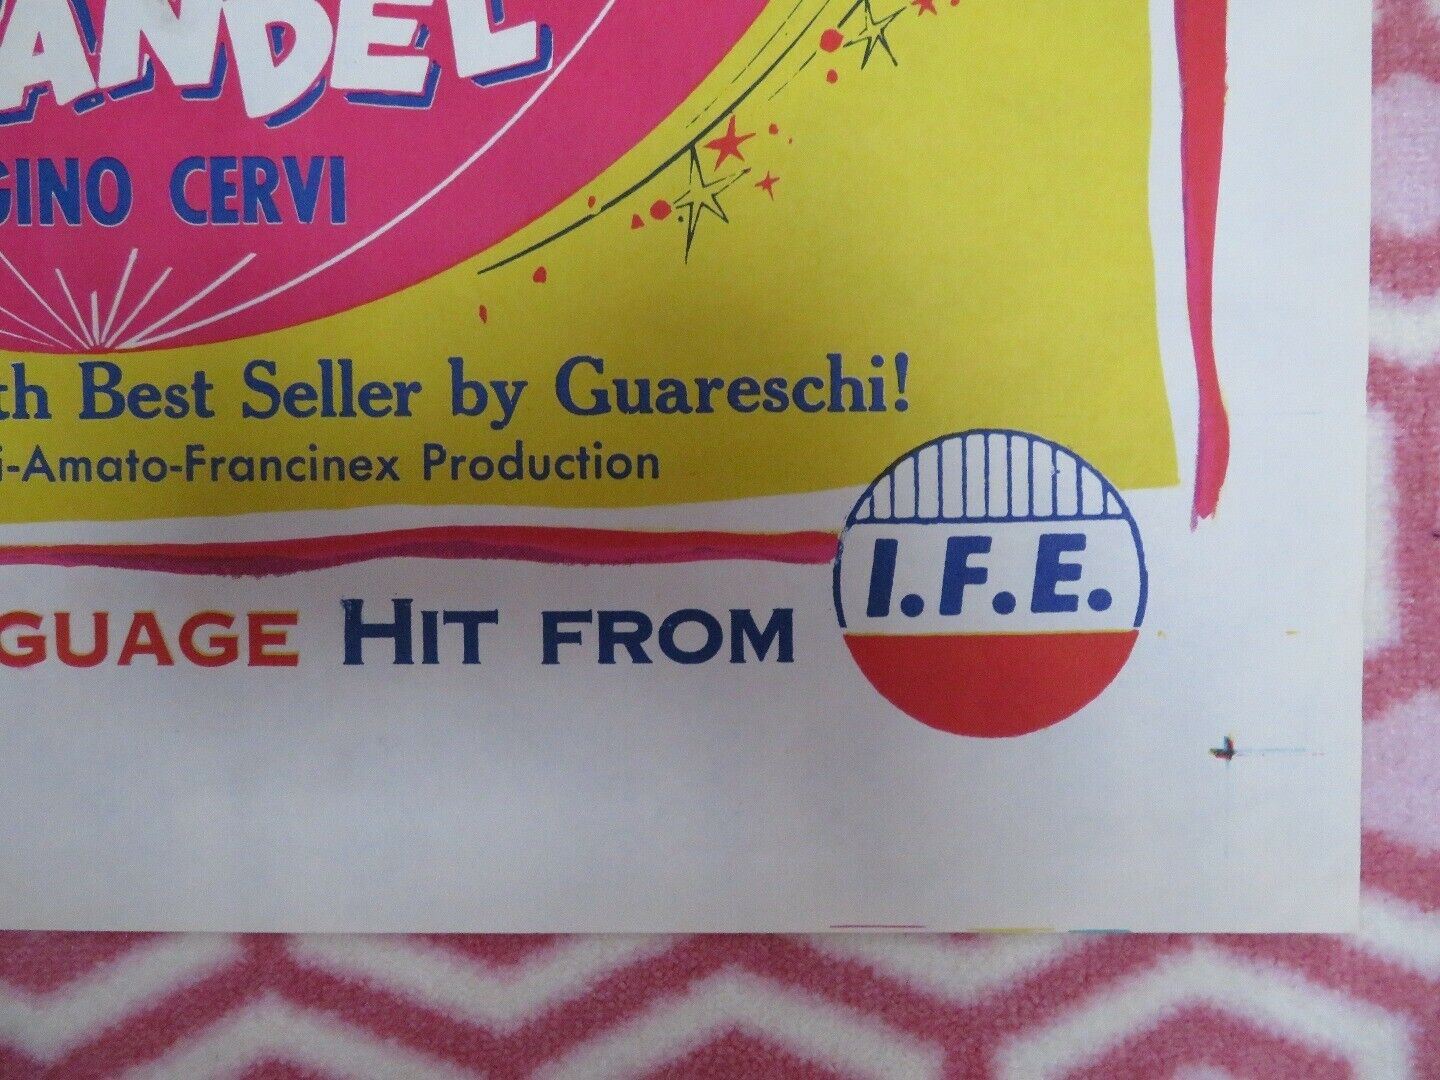 ANDEL
GINO CERVI
th Best Seller by Guareschi!
i-Amato-Francinex Production
GUAGE HIT FROM
I.F.E.